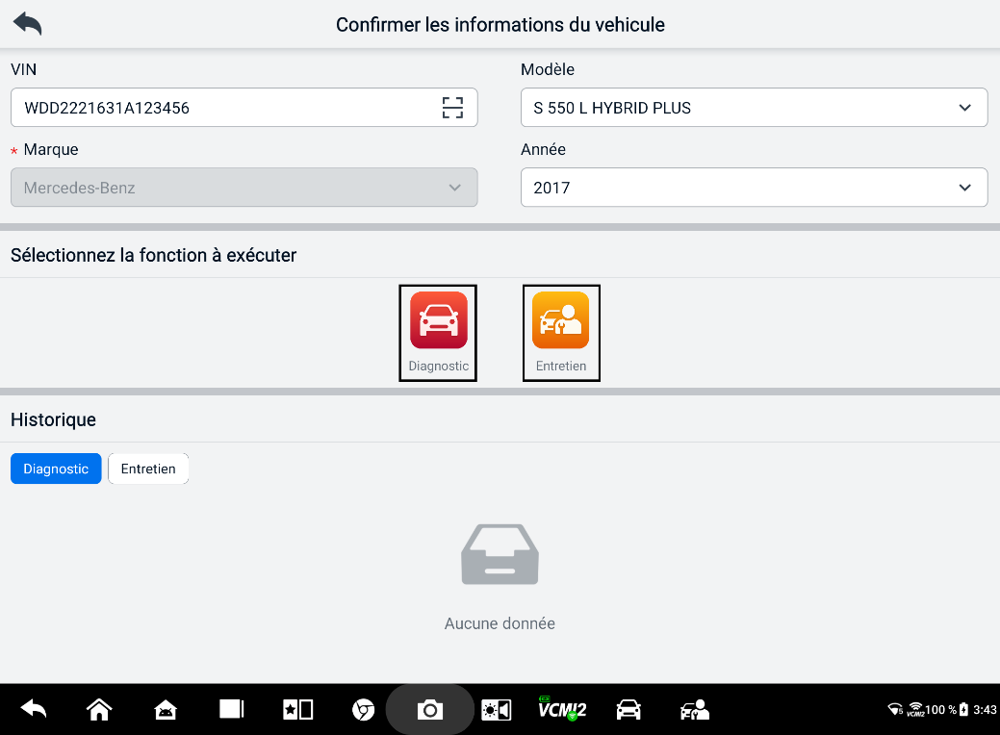 Confirmer les informations du vehicule
VIN
Modèle
WDD2221631A123456
S 550 L HYBRID PLUS
* Marque
Année
Mercedes-Benz
2017
Sélectionnez la fonction à exécuter
Diagnostic
Entretien
Historique
Diagnostic
Entretien
Aucune donnée
VCMI2
5
VCMI2
100 %
3:43